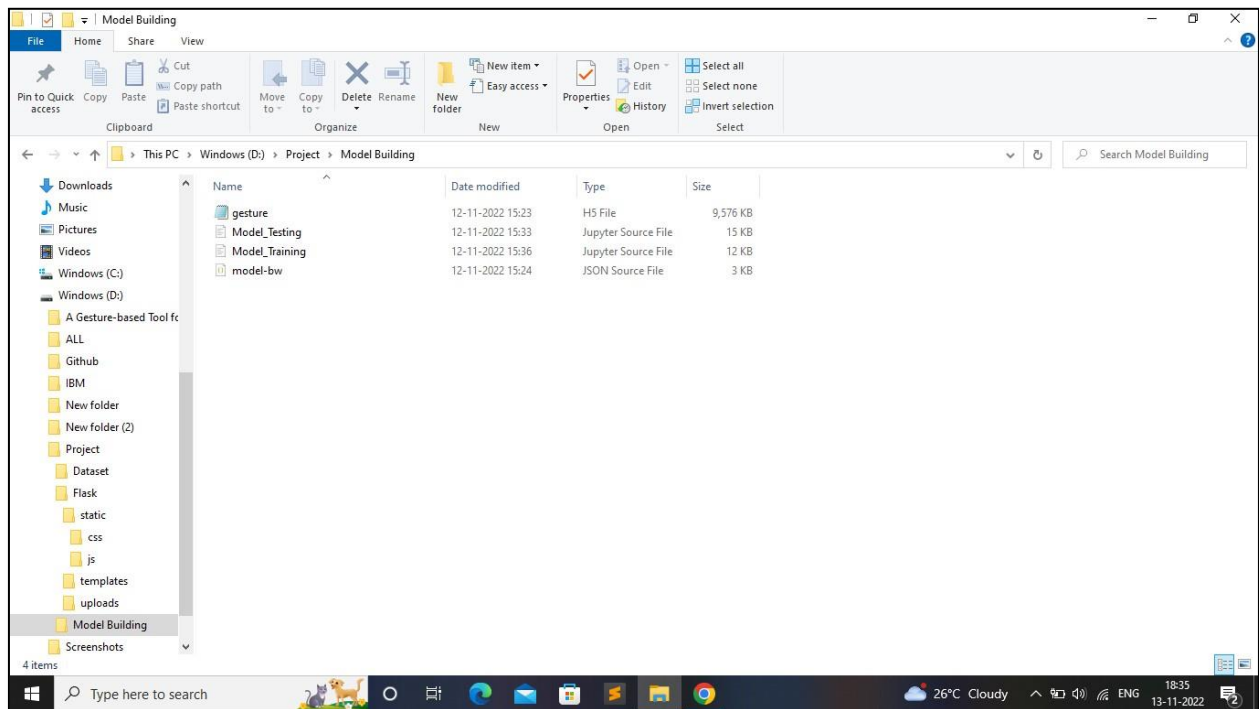 Model Building
File Home Share View
Pin to Quick access
Copy
Paste
Cut
Copy path
Paste shortcut
Clipboard
Move to
Copy to
Delete
Rename
Organize
New folder
New item
Easy access
New
Properties
Open
Edit
History
Open
Select all
Select none
Invert selection
Select
This PC > Windows (D:) > Project > Model Building
Search Model Building
Downloads
Music
Pictures
Videos
Windows (C:)
Windows (D:)
A Gesture-based Tool fo
ALL
Github
IBM
New folder
New folder (2)
Project
Dataset
Flask
static
css
js
templates
uploads
Model Building
Screenshots
Name Date modified Type Size
gesture 12-11-2022 15:23 H5 File 9,576 KB
Model_Testing 12-11-2022 15:33 Jupyter Source File 15 KB
Model_Training 12-11-2022 15:36 Jupyter Source File 12 KB
model-bw 12-11-2022 15:24 JSON Source File 3 KB
4 items
Type here to search
26°C Cloudy
ENG
18:35
13-11-2022
2